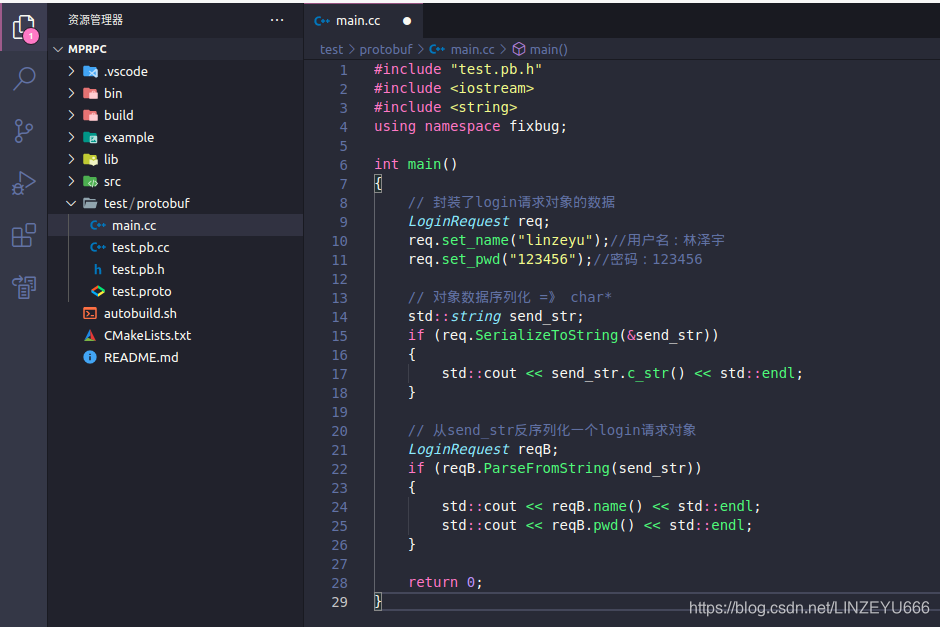 资源管理器 ...
1
MPRPC
.vscode
bin
build
example
lib
src
test/protobuf
C++ main.cc
C++ test.pb.cc
h test.pb.h
test.proto
autobuild.sh
CMakeLists.txt
README.md
C++ main.cc
test > protobuf > C++ main.cc > main()
1 #include "test.pb.h"
2 #include <iostream>
3 #include <string>
4 using namespace fixbug;
5
6 int main()
7 {
8 // 封装了login请求对象的数据
9 LoginRequest req;
10 req.set_name("linzeyu");//用户名：林泽宇
11 req.set_pwd("123456");//密码：123456
12
13 // 对象数据序列化 =》 char*
14 std::string send_str;
15 if (req.SerializeToString(&send_str))
16 {
17 std::cout << send_str.c_str() << std::endl;
18 }
19
20 // 从send_str反序列化一个login请求对象
21 LoginRequest reqB;
22 if (reqB.ParseFromString(send_str))
23 {
24 std::cout << reqB.name() << std::endl;
25 std::cout << reqB.pwd() << std::endl;
26 }
27
28 return 0;
29 }
https://blog.csdn.net/LINZEYU666